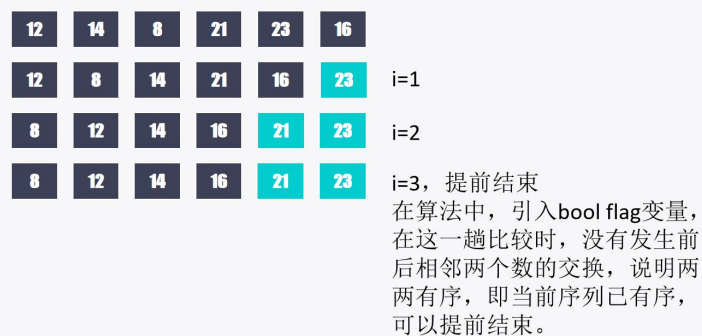 12 14 8 21 23 16
12 8 14 21 16 23 i=1
8 12 14 16 21 23 i=2
8 12 14 16 21 23 i=3，提前结束
在算法中，引入bool flag变量，
在这一趟比较时，没有发生前
后相邻两个数的交换，说明两
两有序，即当前序列已有序，
可以提前结束。